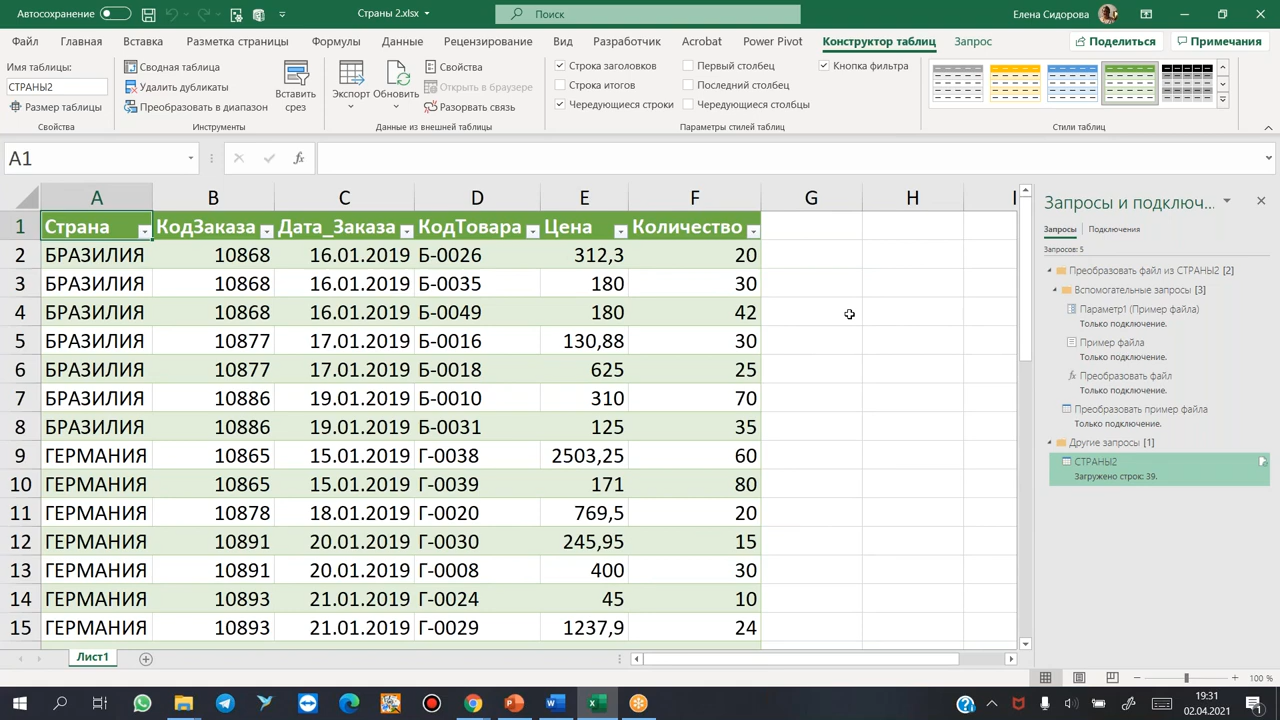 Автосохранение
Страны 2.xlsx
Поиск
Елена Сидорова
Файл Главная Вставка Разметка страницы Формулы Данные Рецензирование Вид Разработчик Acrobat Power Pivot Конструктор таблиц Запрос Поделиться Примечания
Имя таблицы:
СТРАНЫ2
Размер таблицы
Свойства
Сводная таблица
Удалить дубликаты
Преобразовать в диапазон
Вставить срез
Инструменты
Экспорт Обновить
Свойства
Открыть в браузере
Разорвать связь
Данные из внешней таблицы
Строка заголовков Первый столбец Кнопка фильтра
Строка итогов Последний столбец
Чередующиеся строки Чередующиеся столбцы
Параметры стилей таблиц
Стили таблиц
A1
fx
A B C D E F G H I
1 Страна КодЗаказа Дата_Заказа КодТовара Цена Количество
2 БРАЗИЛИЯ 10868 16.01.2019 Б-0026 312,3 20
3 БРАЗИЛИЯ 10868 16.01.2019 Б-0035 180 30
4 БРАЗИЛИЯ 10868 16.01.2019 Б-0049 180 42
5 БРАЗИЛИЯ 10877 17.01.2019 Б-0016 130,88 30
6 БРАЗИЛИЯ 10877 17.01.2019 Б-0018 625 25
7 БРАЗИЛИЯ 10886 19.01.2019 Б-0010 310 70
8 БРАЗИЛИЯ 10886 19.01.2019 Б-0031 125 35
9 ГЕРМАНИЯ 10865 15.01.2019 Г-0038 2503,25 60
10 ГЕРМАНИЯ 10865 15.01.2019 Г-0039 171 80
11 ГЕРМАНИЯ 10878 18.01.2019 Г-0020 769,5 20
12 ГЕРМАНИЯ 10891 20.01.2019 Г-0030 245,95 15
13 ГЕРМАНИЯ 10891 20.01.2019 Г-0008 400 30
14 ГЕРМАНИЯ 10893 21.01.2019 Г-0024 45 10
15 ГЕРМАНИЯ 10893 21.01.2019 Г-0029 1237,9 24
Запросы и подключ...
Запросы Подключения
Запросов: 5
Преобразовать файл из СТРАНЫ2 [2]
Вспомогательные запросы [3]
Параметр1 (Пример файла)
Только подключение.
Пример файла
Только подключение.
fx Преобразовать файл
Только подключение.
Преобразовать пример файла
Только подключение.
Другие запросы [1]
СТРАНЫ2
Загружено строк: 39.
Лист1
100 %
19:31
02.04.2021